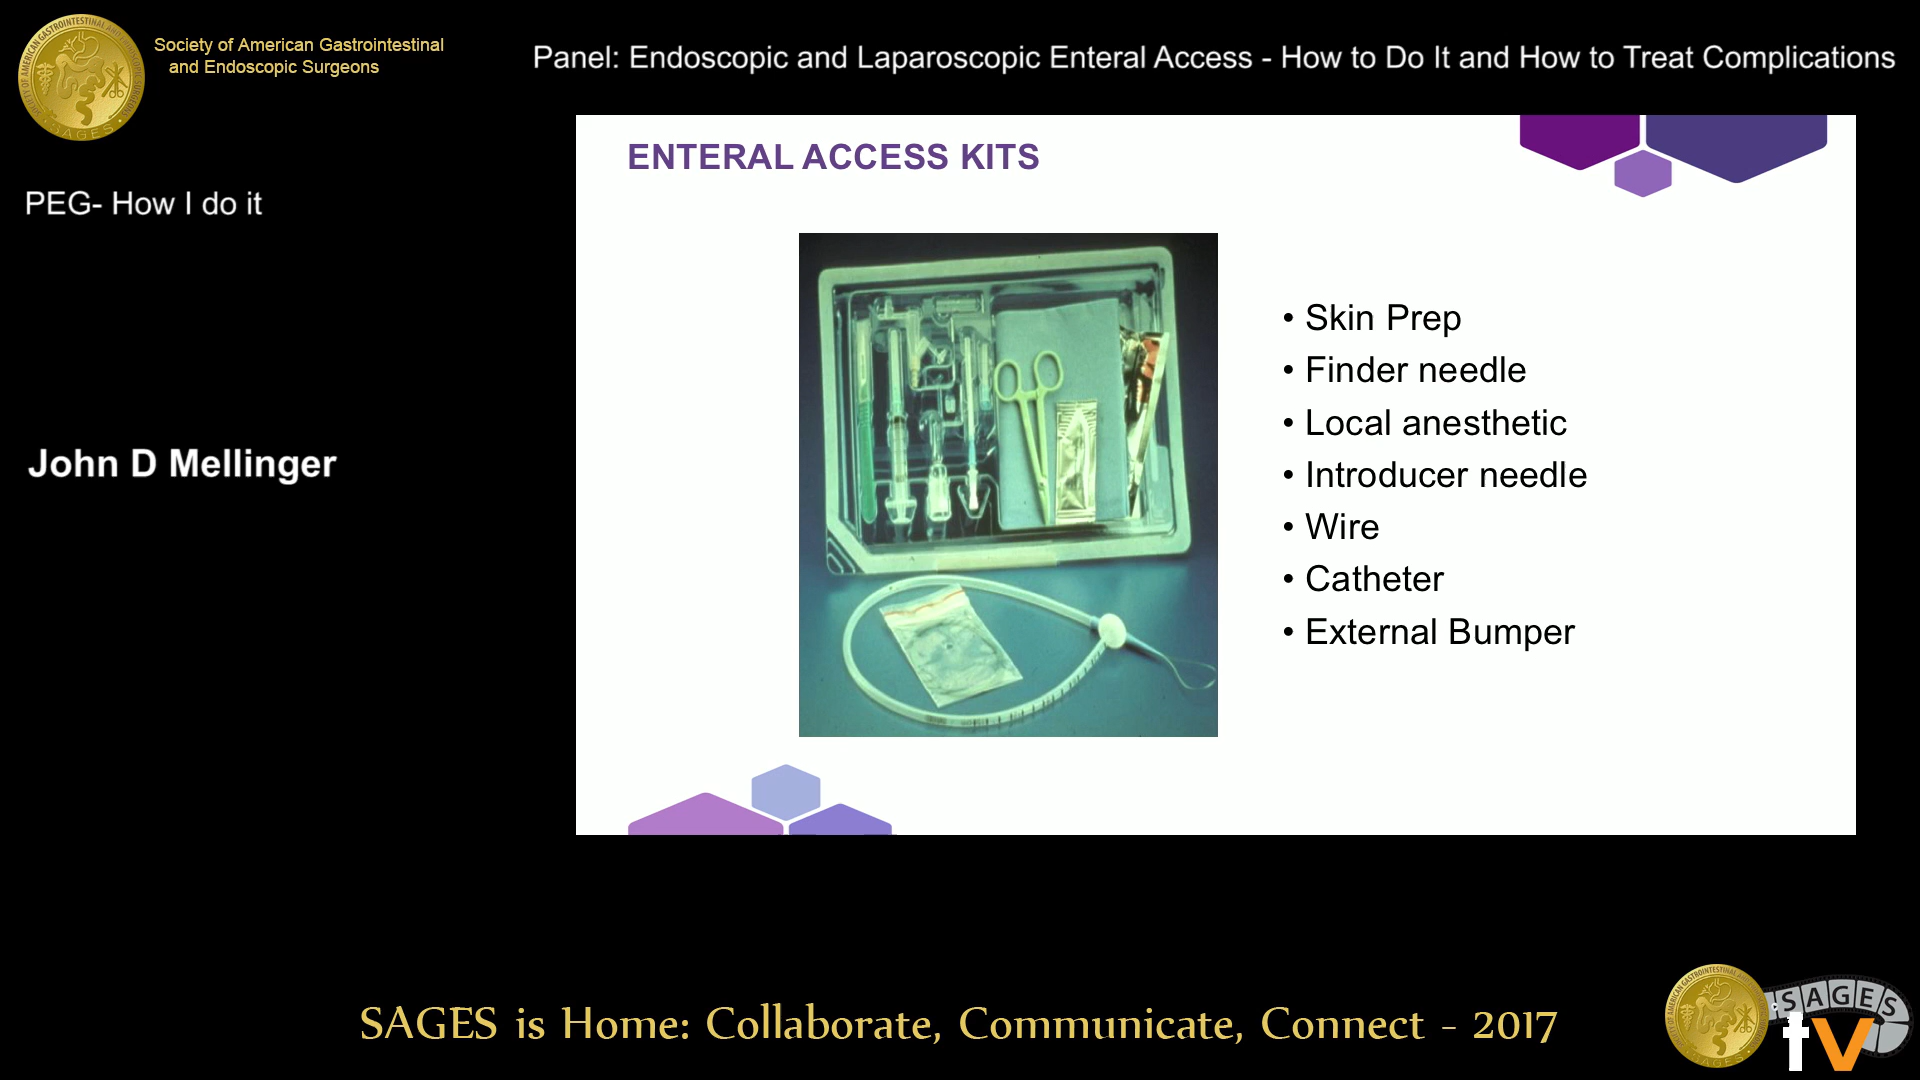 Society of American Gastrointestinal
and Endoscopic Surgeons
Panel: Endoscopic and Laparoscopic Enteral Access - How to Do It and How to Treat Complications
PEG- How I do it
John D Mellinger
ENTERAL ACCESS KITS
• Skin Prep
• Finder needle
• Local anesthetic
• Introducer needle
• Wire
• Catheter
• External Bumper
SAGES is Home: Collaborate, Communicate, Connect - 2017
SAGES
tv